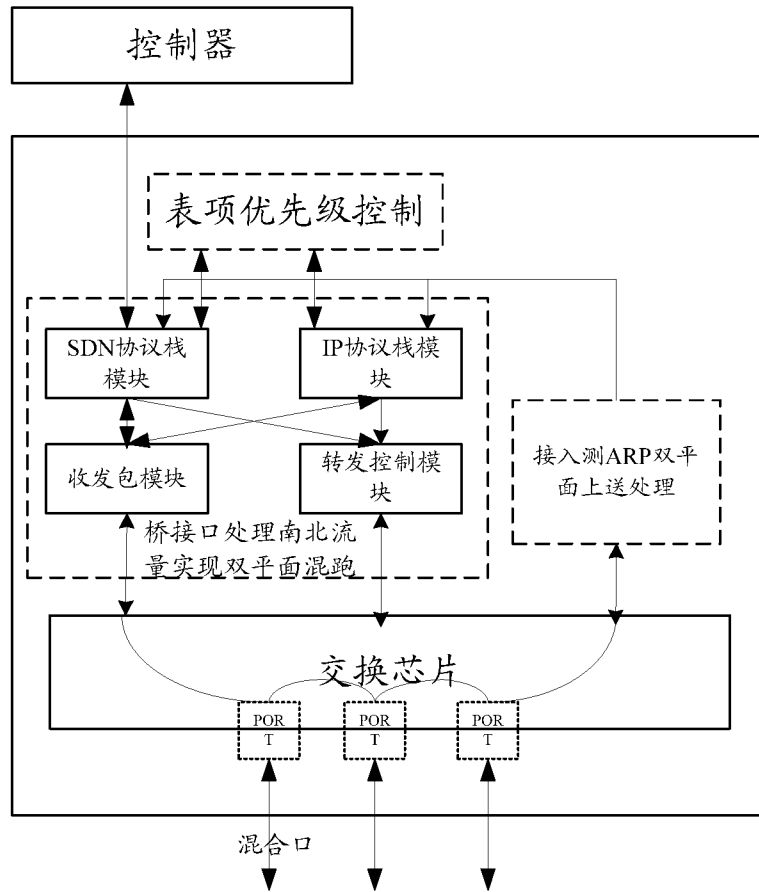 控制器
表项优先级控制
SDN协议栈
模块
IP协议栈模
块
收发包模块
转发控制模
块
接入测ARP双平
面上送处理
桥接口处理南北流
量实现双平面混跑
交换芯片
POR
T
POR
T
POR
T
混合口